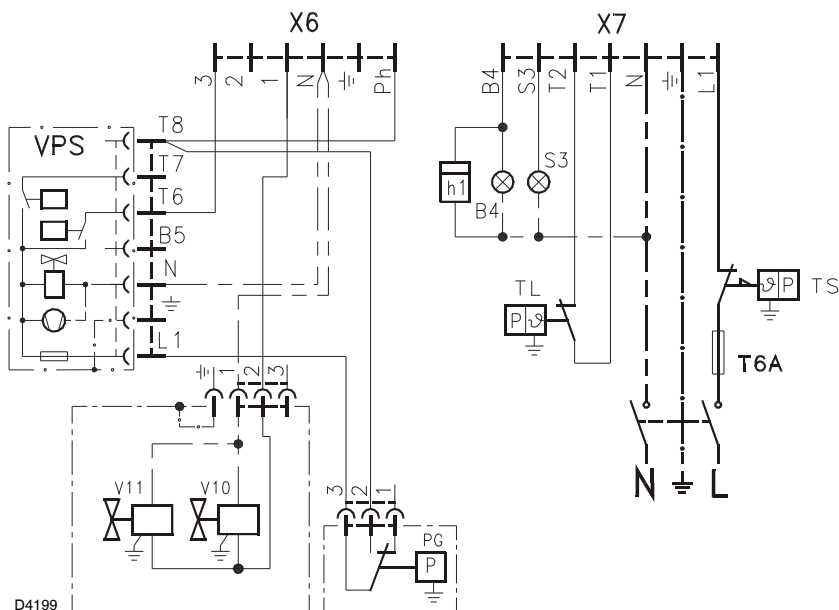 X6
X7
3
2
1
N
Ph
B4
S3
T2
T1
N
L1
VPS
T8
T7
T6
B5
N
L1
h1
B4
S3
TL
P ϑ
ϑ P
TS
T6A
N
L
1
2
3
V11
V10
3
2
1
PG
P
D4199